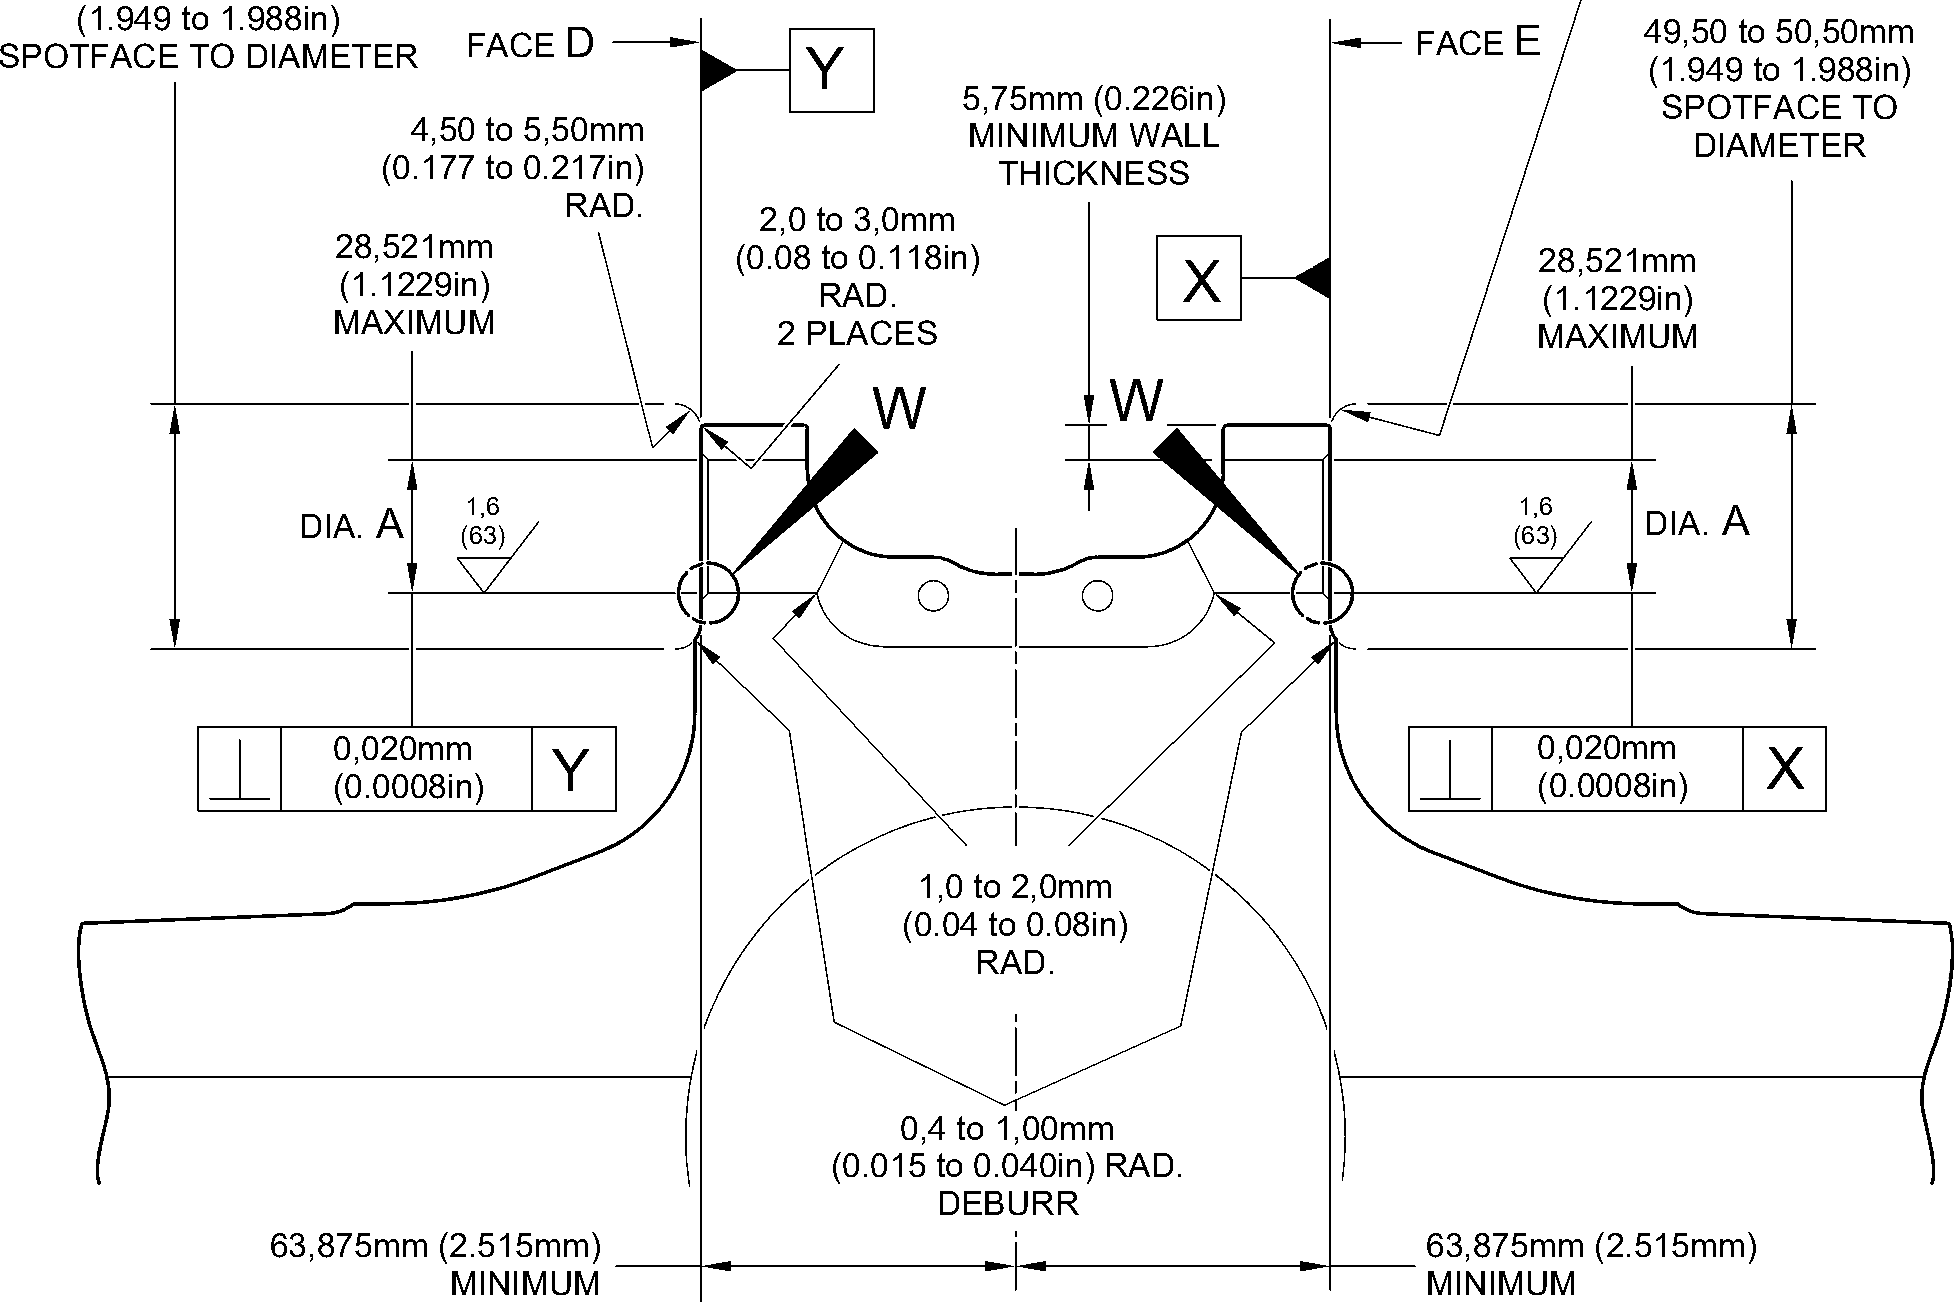 (1.949 to 1.988in)
SPOTFACE TO DIAMETER
FACE D
Y
FACE E
49,50 to 50,50mm
(1.949 to 1.988in)
SPOTFACE TO
DIAMETER
5,75mm (0.226in)
MINIMUM WALL
THICKNESS
4,50 to 5,50mm
(0.177 to 0.217in)
RAD.
2,0 to 3,0mm
(0.08 to 0.118in)
RAD.
2 PLACES
28,521mm
(1.1229in)
MAXIMUM
X
28,521mm
(1.1229in)
MAXIMUM
W
W
DIA. A
1,6
(63)
1,6
(63)
DIA. A
0,020mm
(0.0008in)
Y
0,020mm
(0.0008in)
X
1,0 to 2,0mm
(0.04 to 0.08in)
RAD.
0,4 to 1,00mm
(0.015 to 0.040in) RAD.
DEBURR
63,875mm (2.515mm)
MINIMUM
63,875mm (2.515mm)
MINIMUM